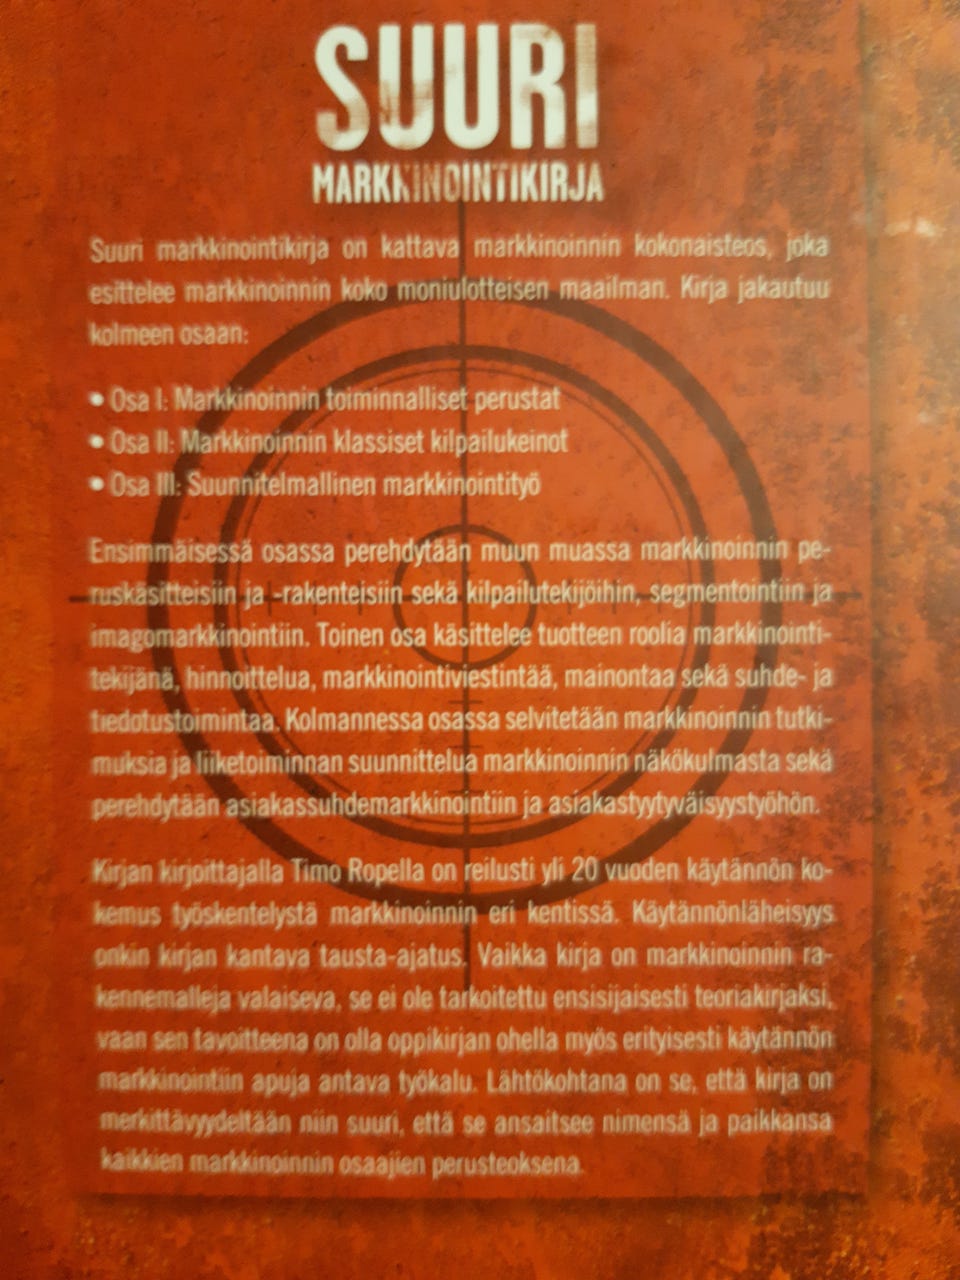 SUURI
MARKKINOINTIKIRJA
Suuri markkinointikirja on kattava markkinoinnin kokonaisteos, joka
esittelee markkinoinnin koko moniulotteisen maailman. Kirja jakautuu
kolmeen osaan:
• Osa I: Markkinoinnin toiminnalliset perustat
• Osa II: Markkinoinnin klassiset kilpailukeinot
• Osa III: Suunnitelmallinen markkinointityö
Ensimmäisessä osassa perehdytään muun muassa markkinoinnin pe-
ruskäsitteisiin ja -rakenteisiin sekä kilpailutekijöihin, segmentointiin ja
imagomarkkinointiin. Toinen osa käsittelee tuotteen roolia markkinointi-
tekijänä, hinnoittelua, markkinointiviestintää, mainontaa sekä suhde- ja
tiedotustoimintaa. Kolmannessa osassa selvitetään markkinoinnin tutki-
muksia ja liiketoiminnan suunnittelua markkinoinnin näkökulmasta sekä
perehdytään asiakassuhdemarkkinointiin ja asiakastyytyväisyystyöhön.
Kirjan kirjoittajalla Timo Ropella on reilusti yli 20 vuoden käytännön ko-
kemus työskentelystä markkinoinnin eri kentissä. Käytännönläheisyys
onkin kirjan kantava tausta-ajatus. Vaikka kirja on markkinoinnin ra-
kennemalleja valaiseva, se ei ole tarkoitettu ensisijaisesti teoriakirjaksi,
vaan sen tavoitteena on olla oppikirjan ohella myös erityisesti käytännön
markkinointiin apuja antava työkalu. Lähtökohtana on se, että kirja on
merkittävyydeltään niin suuri, että se ansaitsee nimensä ja paikkansa
kaikkien markkinoinnin osaajien perusteoksena.